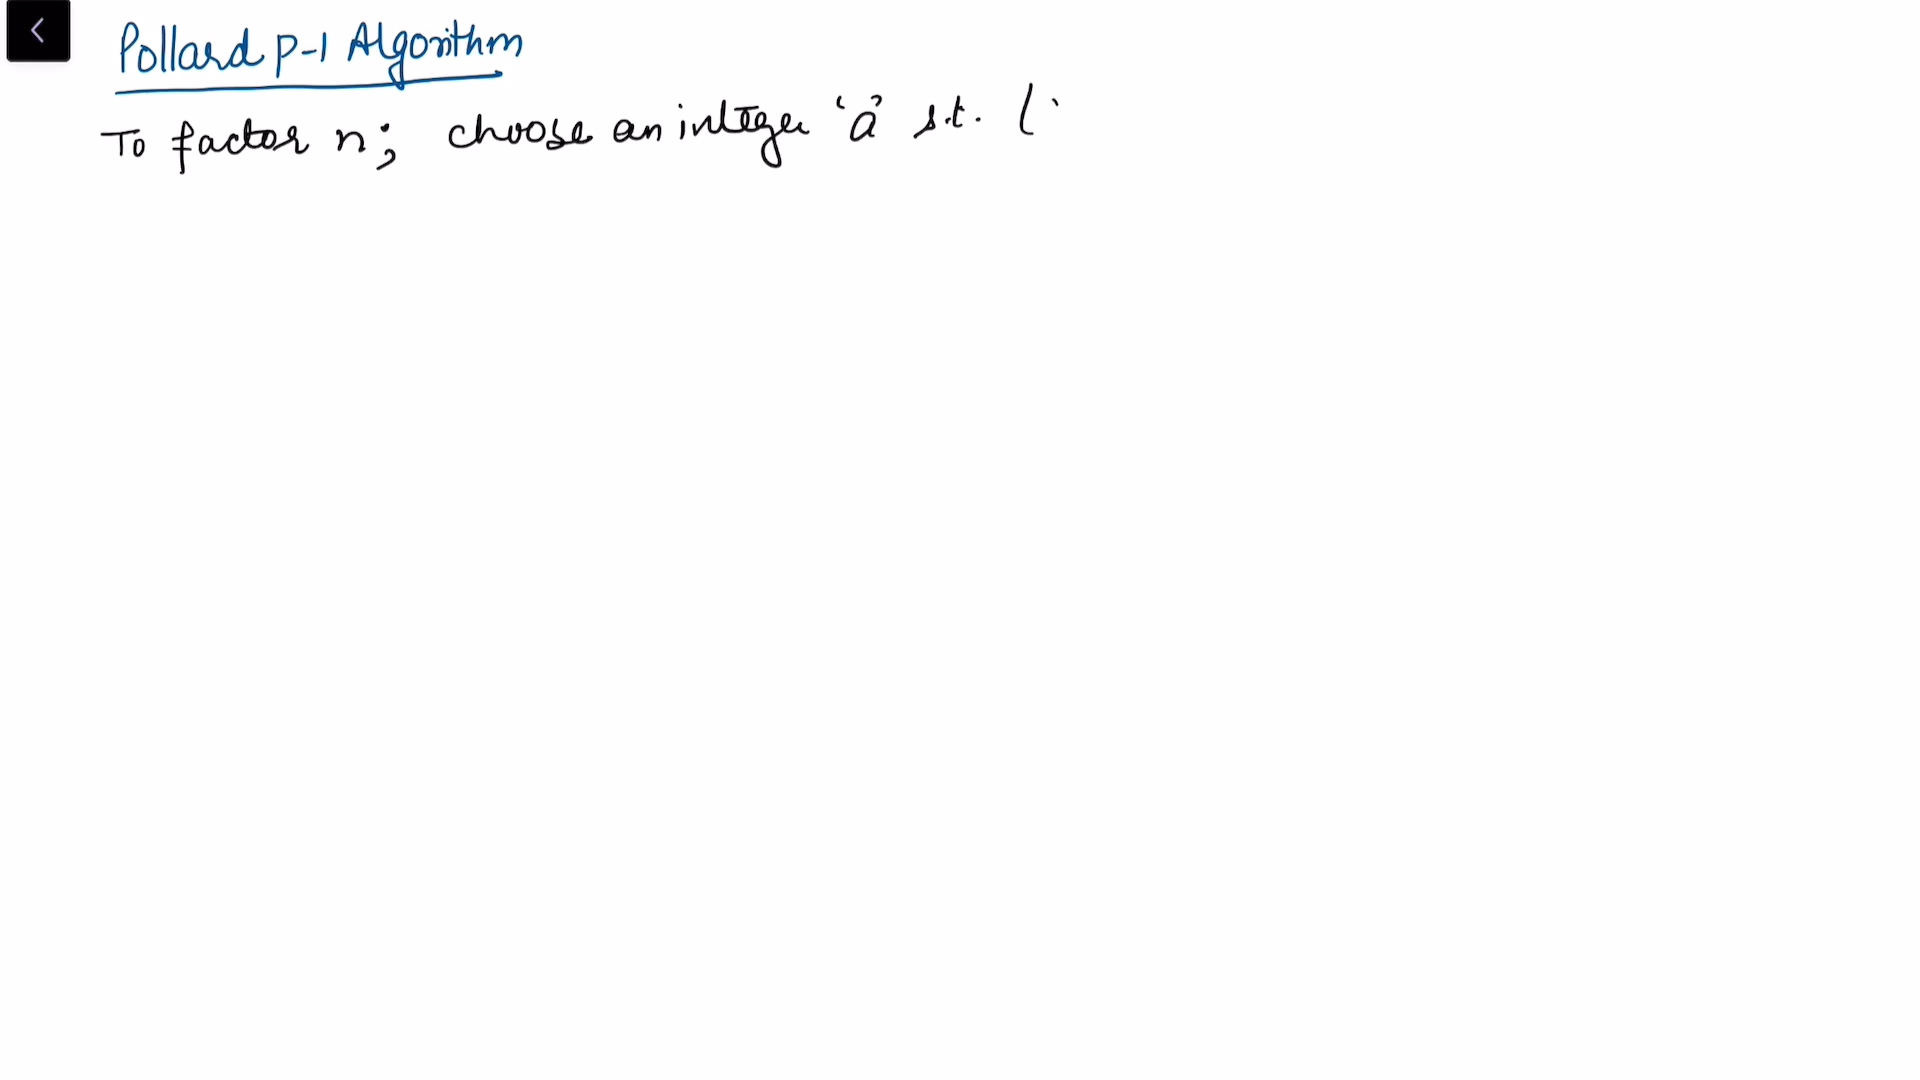 Pollard p-1 Algorithm
To factor n; choose an integer 'a' s.t. (